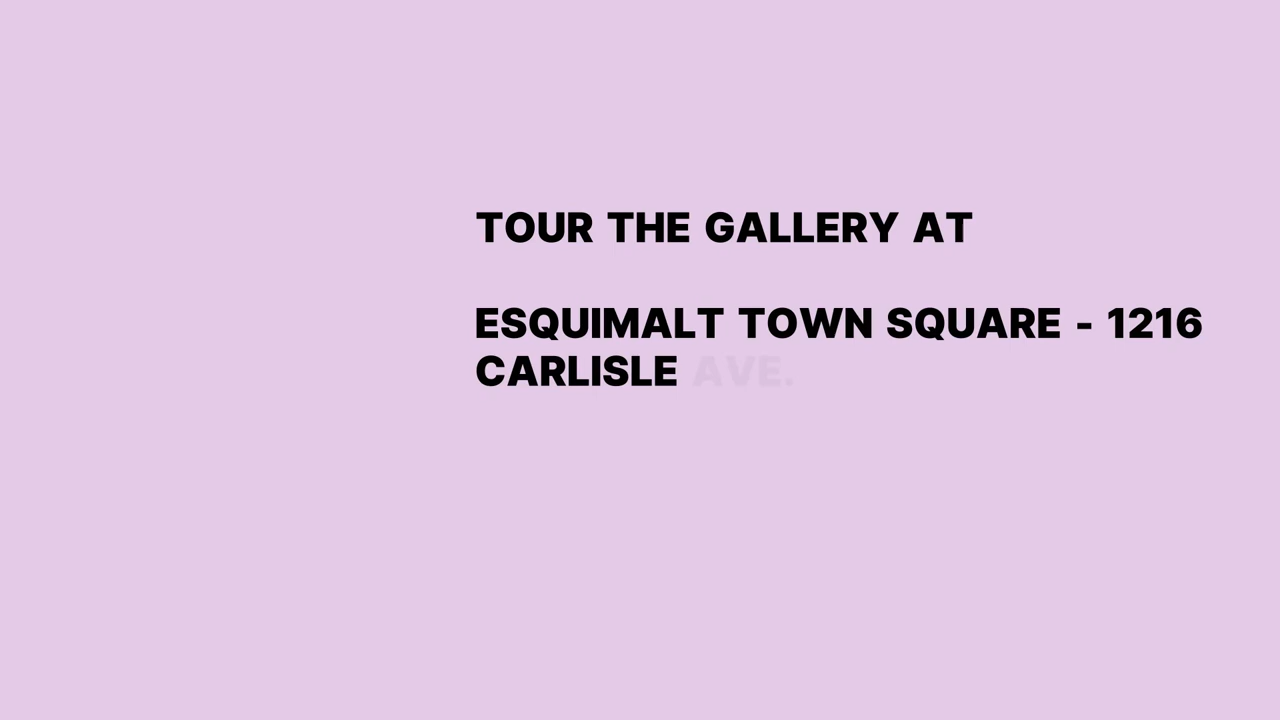 TOUR THE GALLERY AT
ESQUIMALT TOWN SQUARE - 1216
CARLISLE AVE.